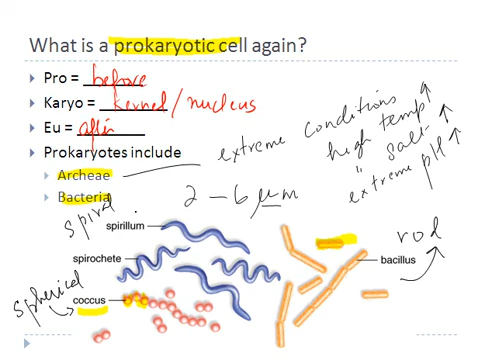 What is a prokaryotic cell again?
Pro = before
Karyo = kernel / nucleus
Eu = after
Prokaryotes include
Archeae
extreme conditions
high temp ↑
" salt ↑
extreme pH ↑
Bacteria
2 - 6 μm
spiral
spirillum
spirochete
spherical
coccus
bacillus
rod